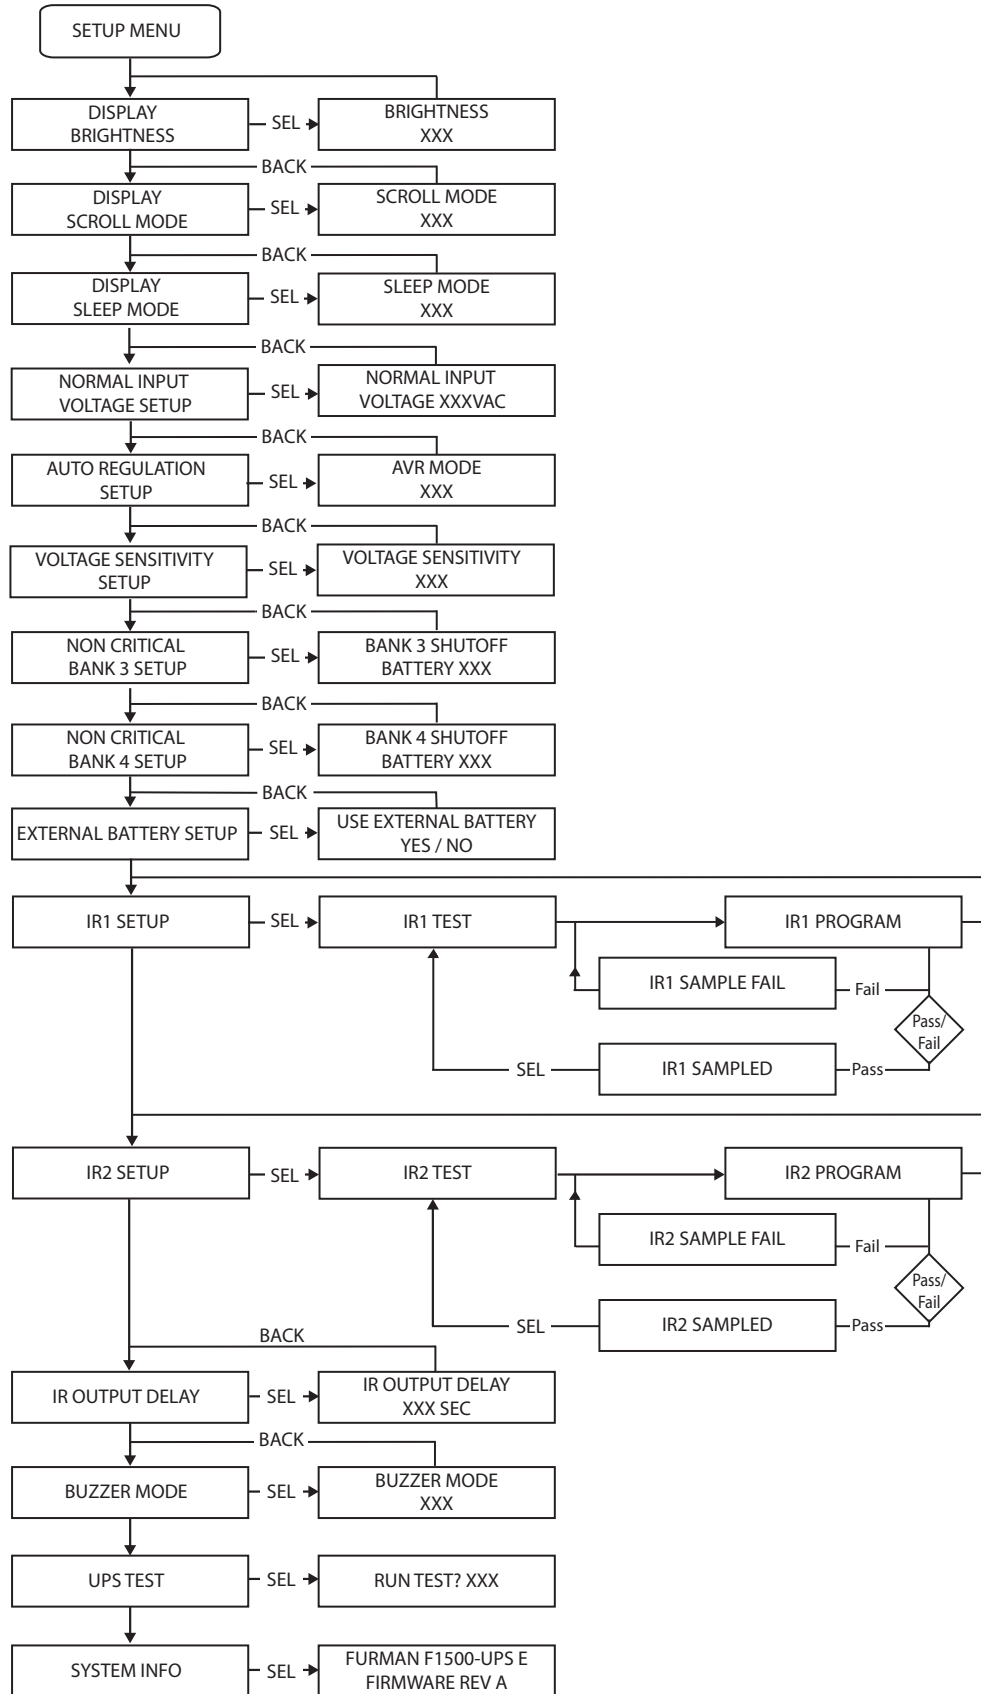 SETUP MENU
DISPLAY
BRIGHTNESS
SEL
BRIGHTNESS
XXX
BACK
DISPLAY
SCROLL MODE
SEL
SCROLL MODE
XXX
BACK
DISPLAY
SLEEP MODE
SEL
SLEEP MODE
XXX
BACK
NORMAL INPUT
VOLTAGE SETUP
SEL
NORMAL INPUT
VOLTAGE XXXVAC
BACK
AUTO REGULATION
SETUP
SEL
AVR MODE
XXX
BACK
VOLTAGE SENSITIVITY
SETUP
SEL
VOLTAGE SENSITIVITY
XXX
BACK
NON CRITICAL
BANK 3 SETUP
SEL
BANK 3 SHUTOFF
BATTERY XXX
BACK
NON CRITICAL
BANK 4 SETUP
SEL
BANK 4 SHUTOFF
BATTERY XXX
BACK
EXTERNAL BATTERY SETUP
SEL
USE EXTERNAL BATTERY
YES / NO
IR1 SETUP
SEL
IR1 TEST
IR1 PROGRAM
IR1 SAMPLE FAIL
Fail
Pass/
Fail
SEL
IR1 SAMPLED
Pass
IR2 SETUP
SEL
IR2 TEST
IR2 PROGRAM
IR2 SAMPLE FAIL
Fail
Pass/
Fail
SEL
IR2 SAMPLED
Pass
BACK
IR OUTPUT DELAY
SEL
IR OUTPUT DELAY
XXX SEC
BACK
BUZZER MODE
SEL
BUZZER MODE
XXX
UPS TEST
SEL
RUN TEST? XXX
SYSTEM INFO
SEL
FURMAN F1500-UPS E
FIRMWARE REV A